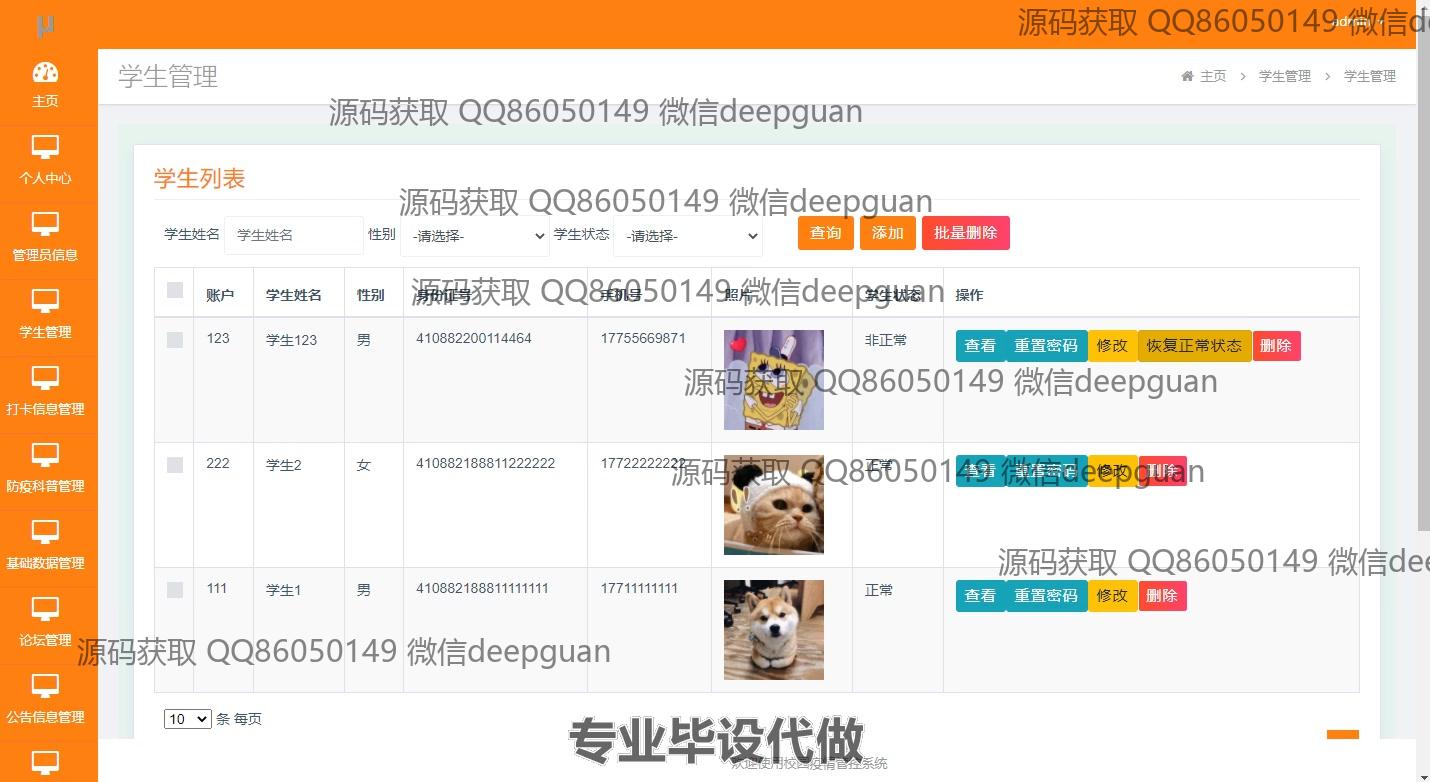 μ
源码获取 QQ86050149 微信de
admin
主页
学生管理
主页 > 学生管理 > 学生管理
源码获取 QQ86050149 微信deepguan
个人中心
学生列表
源码获取 QQ86050149 微信deepguan
管理员信息
学生姓名 学生姓名 性别 -请选择- 学生状态 -请选择- 查询 添加 批量删除
源码获取 QQ86050149 微信deepguan
账户 学生姓名 性别 身份证号 手机号 照片 学生状态 操作
学生管理
123 学生123 男 410882200114464 17755669871 非正常 查看 重置密码 修改 恢复正常状态 删除
源码获取 QQ86050149 微信deepguan
打卡信息管理
222 学生2 女 410882188811222222 17722222222 正常 查看 重置密码 修改 删除
源码获取 QQ86050149 微信deepguan
防疫科普管理
源码获取 QQ86050149 微信dee
基础数据管理
111 学生1 男 410882188811111111 17711111111 正常 查看 重置密码 修改 删除
论坛管理
源码获取 QQ86050149 微信deepguan
公告信息管理
10 条 每页
专业毕设代做
欢迎使用校园疫情管控系统